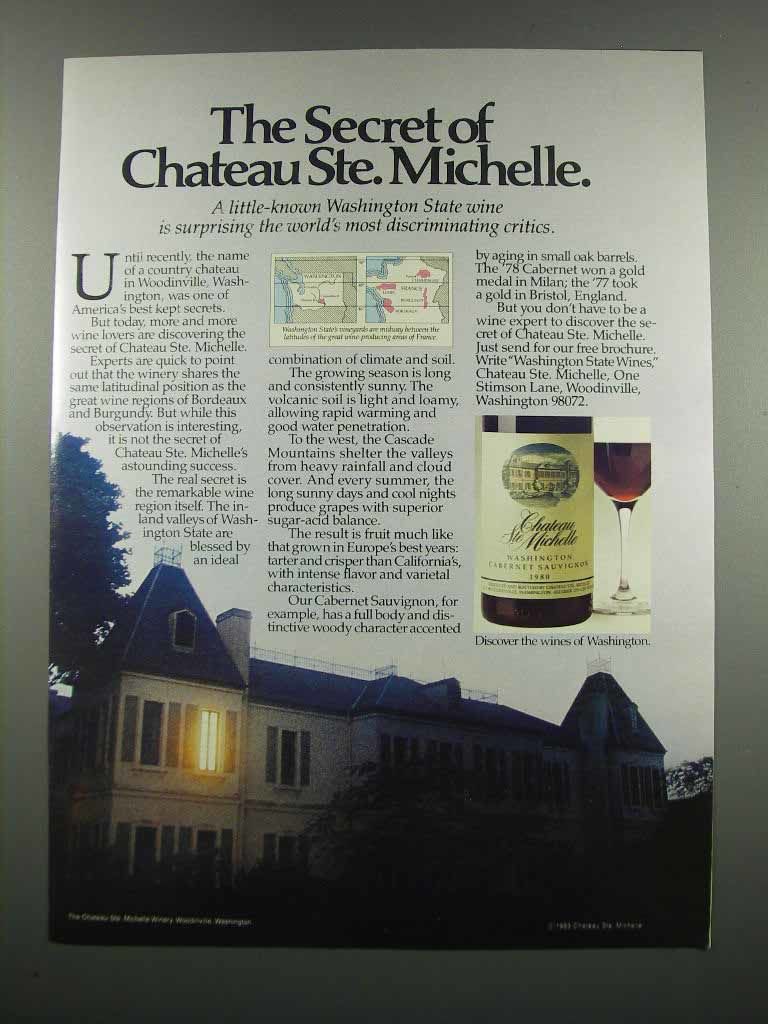 The Secret of
Chateau Ste. Michelle.
A little-known Washington State wine
is surprising the world's most discriminating critics.
Until recently, the name
of a country chateau
in Woodinville, Wash-
ington, was one of
America's best kept secrets.
But today, more and more
wine lovers are discovering the
secret of Chateau Ste. Michelle.
Experts are quick to point
out that the winery shares the
same latitudinal position as the
great wine regions of Bordeaux
and Burgundy. But while this
observation is interesting,
it is not the secret of
Chateau Ste. Michelle's
astounding success.
The real secret is
the remarkable wine
region itself. The in-
land valleys of Wash-
ington State are
blessed by
an ideal
WASHINGTON
FRANCE
Washington State's vineyards are midway between the
latitudes of the great wine-producing areas of France.
combination of climate and soil.
The growing season is long
and consistently sunny. The
volcanic soil is light and loamy,
allowing rapid warming and
good water penetration.
To the west, the Cascade
Mountains shelter the valleys
from heavy rainfall and cloud
cover. And every summer, the
long sunny days and cool nights
produce grapes with superior
sugar-acid balance.
The result is fruit much like
that grown in Europe's best years:
tarter and crisper than California's,
with intense flavor and varietal
characteristics.
Our Cabernet Sauvignon, for
example, has a full body and dis-
tinctive woody character accented
by aging in small oak barrels.
The '78 Cabernet won a gold
medal in Milan; the '77 took
a gold in Bristol, England.
But you don't have to be a
wine expert to discover the se-
cret of Chateau Ste. Michelle.
Just send for our free brochure.
Write "Washington State Wines,"
Chateau Ste. Michelle, One
Stimson Lane, Woodinville,
Washington 98072.
Chateau
Ste Michelle
WASHINGTON
CABERNET SAUVIGNON
1980
Discover the wines of Washington.
The Chateau Ste. Michelle Winery, Woodinville, Washington
© 1983 Chateau Ste. Michelle